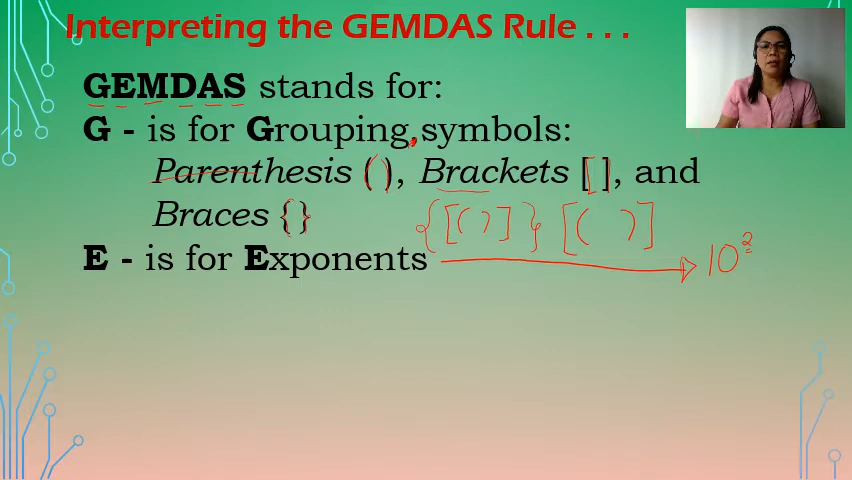 Interpreting the GEMDAS Rule . . .
GEMDAS stands for:
G - is for Grouping symbols:
Parenthesis ( ), Brackets [ ], and
Braces { } {[( )]} [( )]
E - is for Exponents 10²